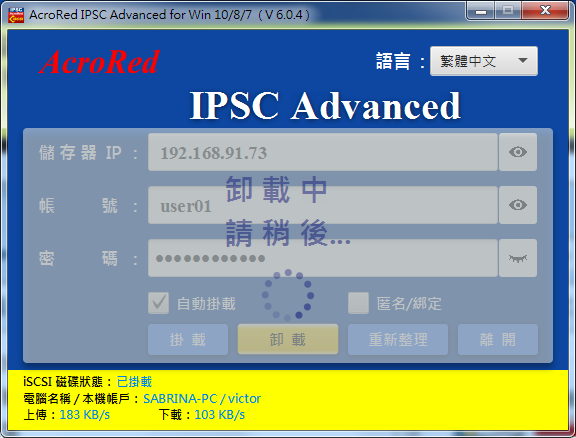 AcroRed IPSC Advanced for Win 10/8/7 ( V 6.0.4 )
AcroRed
語言 : 繁體中文
IPSC Advanced
儲存器 IP : 192.168.91.73
卸載中
帳 號 : user01
請稍後...
密 碼 : ●●●●●●●●●●●●
自動掛載 匿名/綁定
掛 載 卸 載 重新整理 離 開
iSCSI 磁碟狀態 : 已掛載
電腦名稱 / 本機帳戶 : SABRINA-PC / victor
上傳 : 183 KB/s 下載 : 103 KB/s